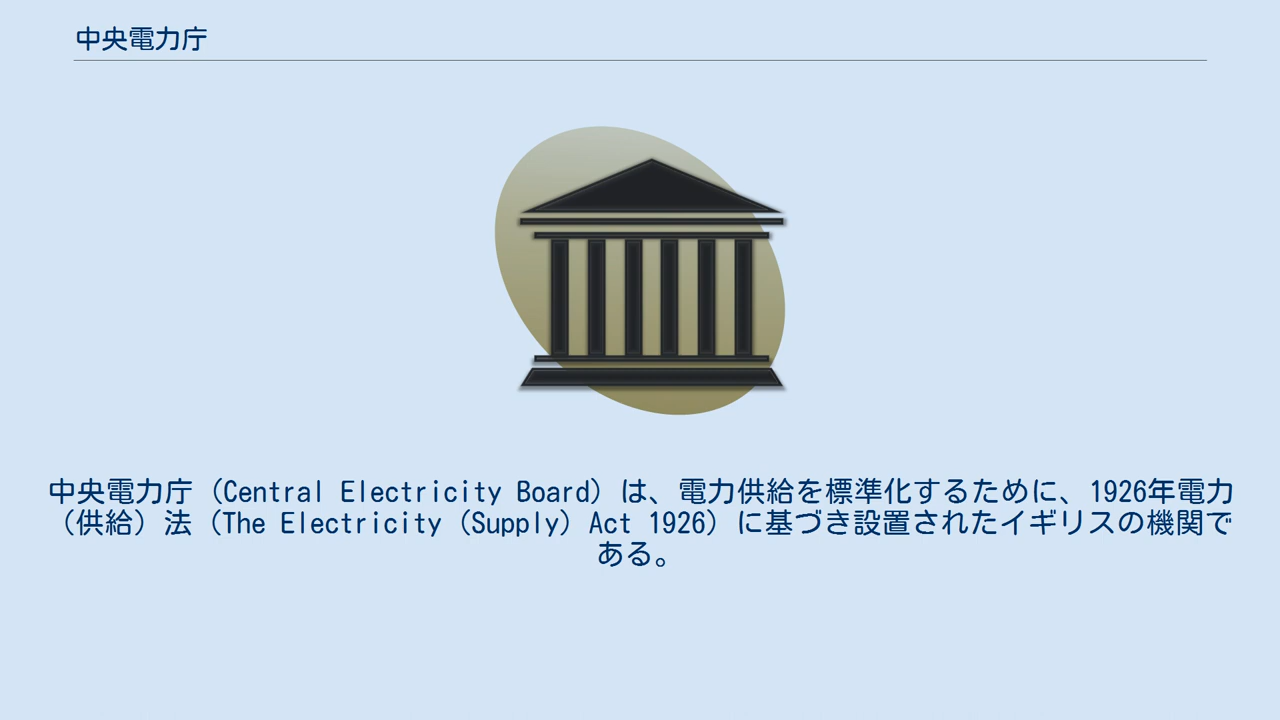 中央電力庁
中央電力庁（Central Electricity Board）は、電力供給を標準化するために、1926年電力
（供給）法（The Electricity（Supply）Act 1926）に基づき設置されたイギリスの機関で
ある。